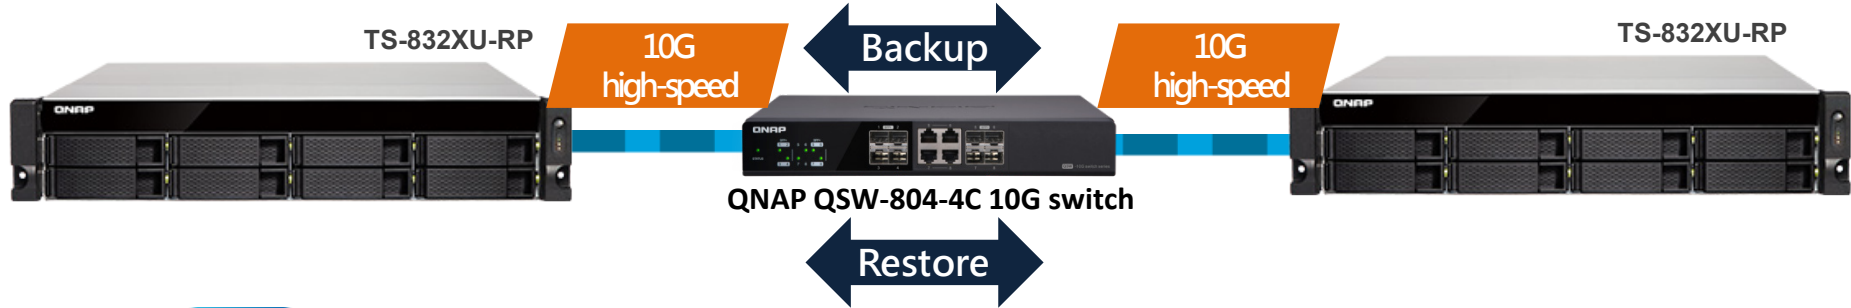 TS-832XU-RP
10G
high-speed
Backup
10G
high-speed
TS-832XU-RP
QNAP
QNAP
QNAP
QNAP QSW-804-4C 10G switch
Restore